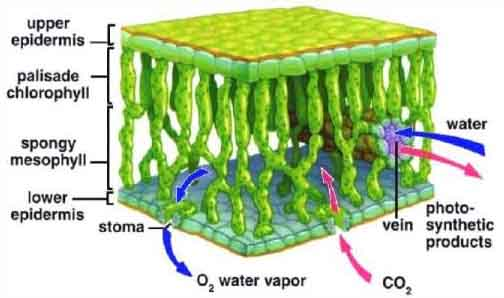 upper
epidermis
palisade
chlorophyll
spongy
mesophyll
lower
epidermis
stoma
O2 water vapor
CO2
water
vein
photo-
synthetic
products